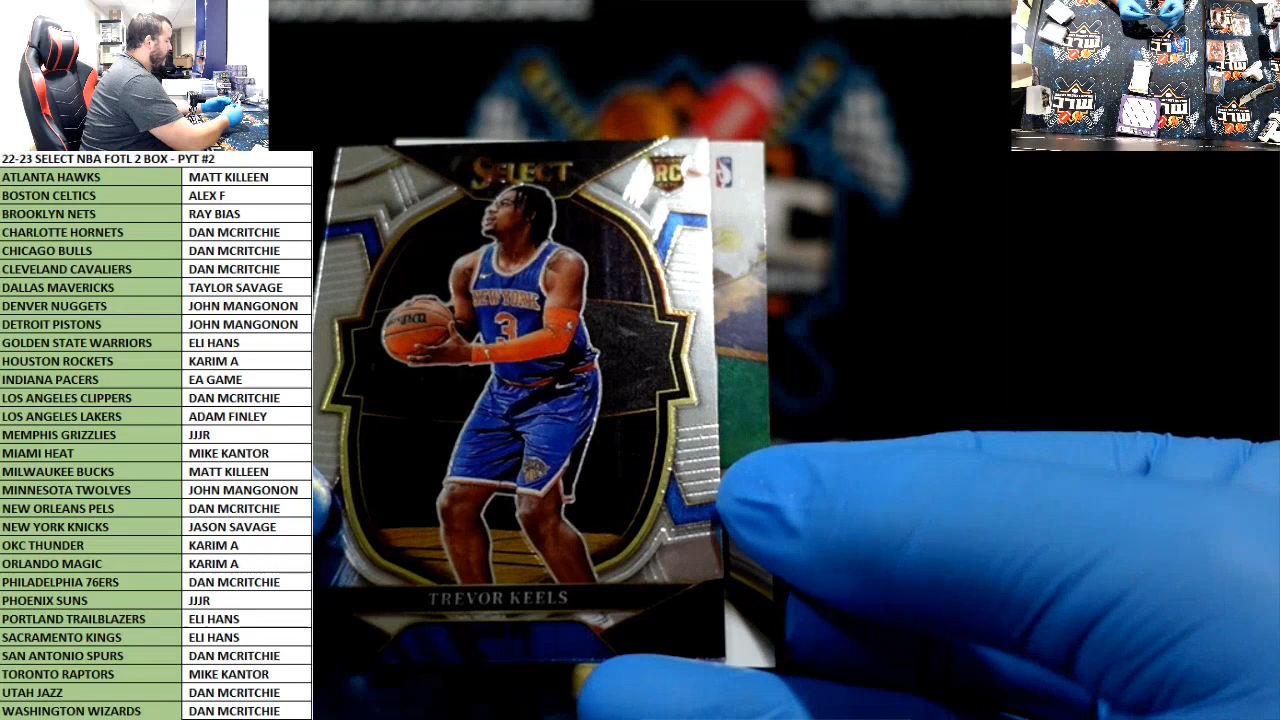 22-23 SELECT NBA FOTL 2 BOX - PYT #2
ATLANTA HAWKS MATT KILLEEN
BOSTON CELTICS ALEX F
BROOKLYN NETS RAY BIAS
CHARLOTTE HORNETS DAN MCRITCHIE
CHICAGO BULLS DAN MCRITCHIE
CLEVELAND CAVALIERS DAN MCRITCHIE
DALLAS MAVERICKS TAYLOR SAVAGE
DENVER NUGGETS JOHN MANGONON
DETROIT PISTONS JOHN MANGONON
GOLDEN STATE WARRIORS ELI HANS
HOUSTON ROCKETS KARIM A
INDIANA PACERS EA GAME
LOS ANGELES CLIPPERS DAN MCRITCHIE
LOS ANGELES LAKERS ADAM FINLEY
MEMPHIS GRIZZLIES JJJR
MIAMI HEAT MIKE KANTOR
MILWAUKEE BUCKS MATT KILLEEN
MINNESOTA TWOLVES JOHN MANGONON
NEW ORLEANS PELS DAN MCRITCHIE
NEW YORK KNICKS JASON SAVAGE
OKC THUNDER KARIM A
ORLANDO MAGIC KARIM A
PHILADELPHIA 76ERS DAN MCRITCHIE
PHOENIX SUNS JJJR
PORTLAND TRAILBLAZERS ELI HANS
SACRAMENTO KINGS ELI HANS
SAN ANTONIO SPURS DAN MCRITCHIE
TORONTO RAPTORS MIKE KANTOR
UTAH JAZZ DAN MCRITCHIE
WASHINGTON WIZARDS DAN MCRITCHIE
SELECT
RC
NEW YORK
3
TREVOR KEELS